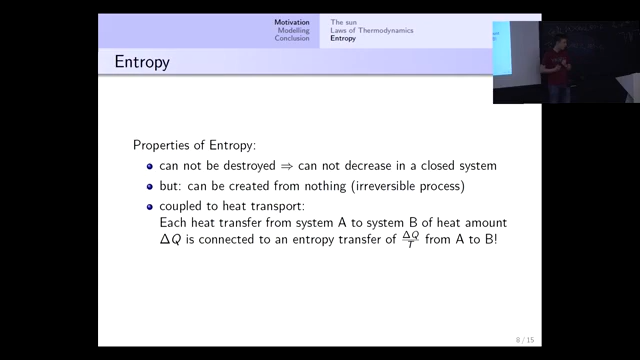 Motivation
Modelling
Conclusion
The sun
Laws of Thermodynamics
Entropy
Entropy
Properties of Entropy:
can not be destroyed ⇒ can not decrease in a closed system
but: can be created from nothing (irreversible process)
coupled to heat transport:
Each heat transfer from system A to system B of heat amount
ΔQ is connected to an entropy transfer of ΔQ/T from A to B!
8 / 15